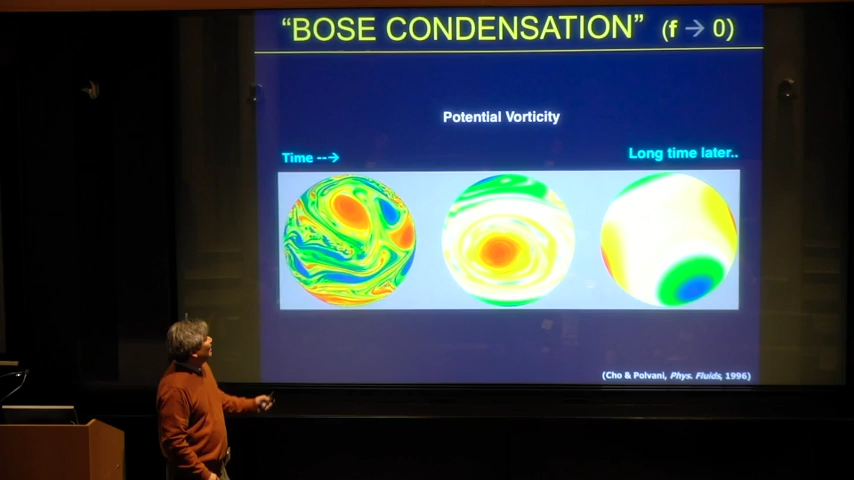 “BOSE CONDENSATION” (f → 0)
Potential Vorticity
Time --→
Long time later..
(Cho & Polvani, Phys. Fluids, 1996)